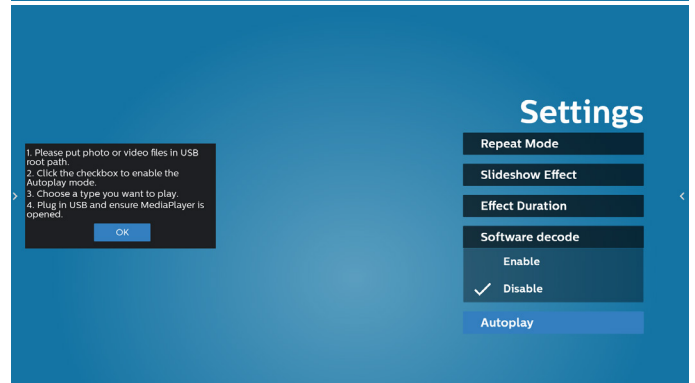 Settings
1. Please put photo or video files in USB
root path.
2. Click the checkbox to enable the
Autoplay mode.
3. Choose a type you want to play.
4. Plug in USB and ensure MediaPlayer is
opened.
OK
Repeat Mode
Slideshow Effect
Effect Duration
Software decode
Enable
Disable
Autoplay